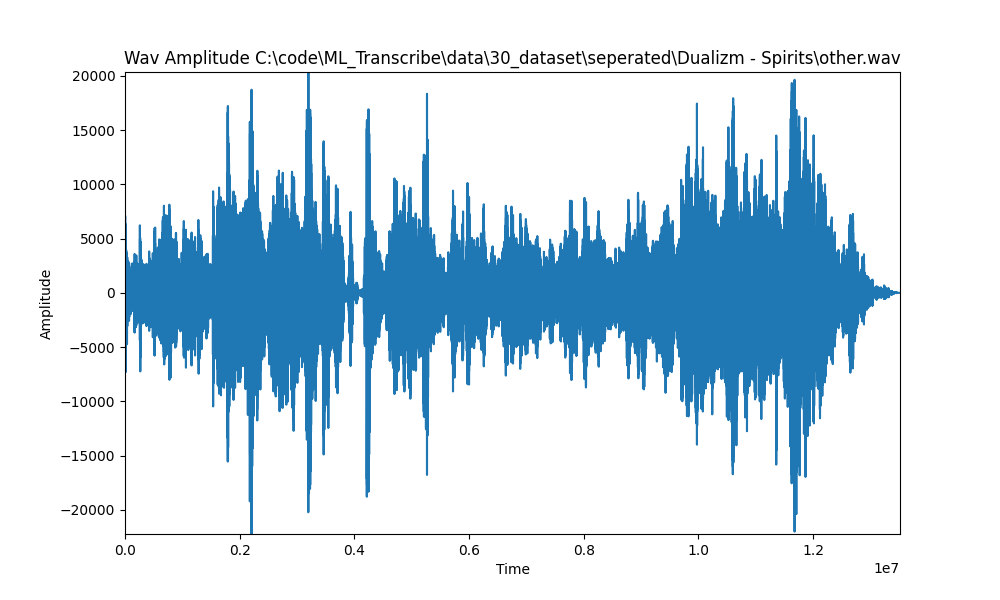 Wav Amplitude C:\code\ML_Transcribe\data\30_dataset\seperated\Dualizm - Spirits\other.wav
20000
15000
10000
5000
0
−5000
−10000
−15000
−20000
Amplitude
0.0 0.2 0.4 0.6 0.8 1.0 1.2
1e7
Time